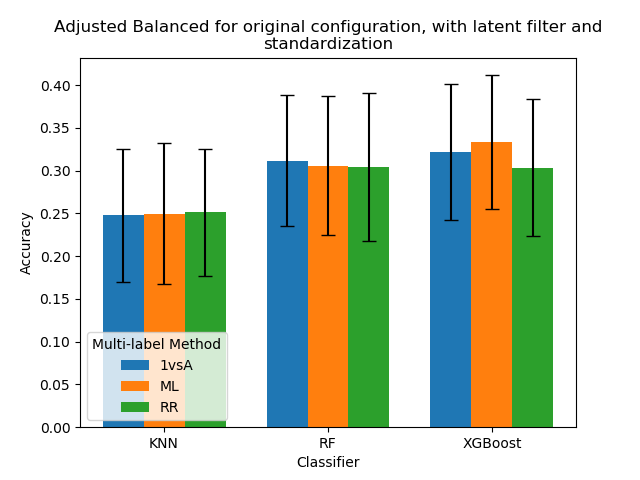 Adjusted Balanced for original configuration, with latent filter and
standardization
Accuracy
0.40
0.35
0.30
0.25
0.20
0.15
0.10
0.05
0.00
Multi-label Method
1vsA
ML
RR
KNN
RF
XGBoost
Classifier